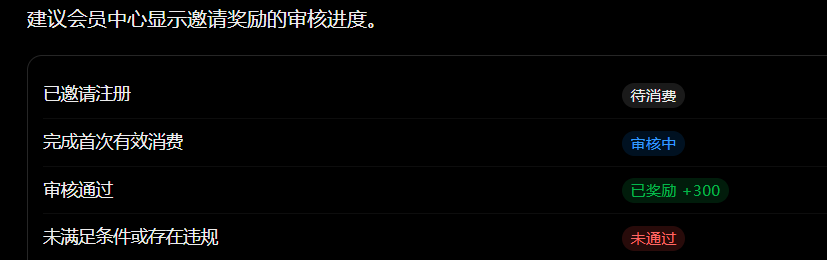 建议会员中心显示邀请奖励的审核进度。
已邀请注册 待消费
完成首次有效消费 审核中
审核通过 已奖励 +300
未满足条件或存在违规 未通过